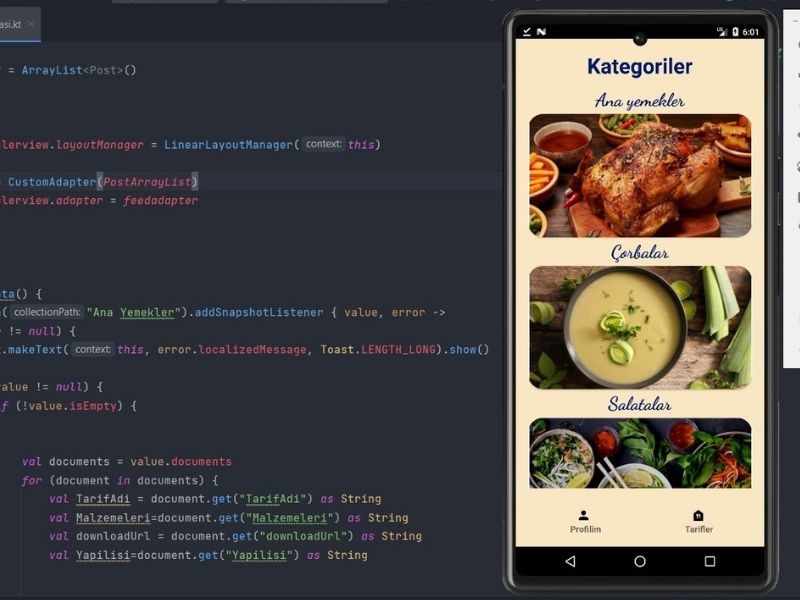 asi.kt
= ArrayList<Post>()
lerview.layoutManager = LinearLayoutManager( context: this)
CustomAdapter(PostArrayList)
lerview.adapter = feedadapter
ta() {
( collectionPath: "Ana Yemekler").addSnapshotListener { value, error ->
!= null) {
.makeText( context: this, error.localizedMessage, Toast.LENGTH_LONG).show()
value != null) {
f (!value.isEmpty) {
val documents = value.documents
for (document in documents) {
val TarifAdi = document.get("TarifAdi") as String
val Malzemeleri=document.get("Malzemeleri") as String
val downloadUrl = document.get("downloadUrl") as String
val Yapilisi=document.get("Yapilisi") as String
6:01
Kategoriler
Ana yemekler
Çorbalar
Salatalar
Profilim
Tarifler